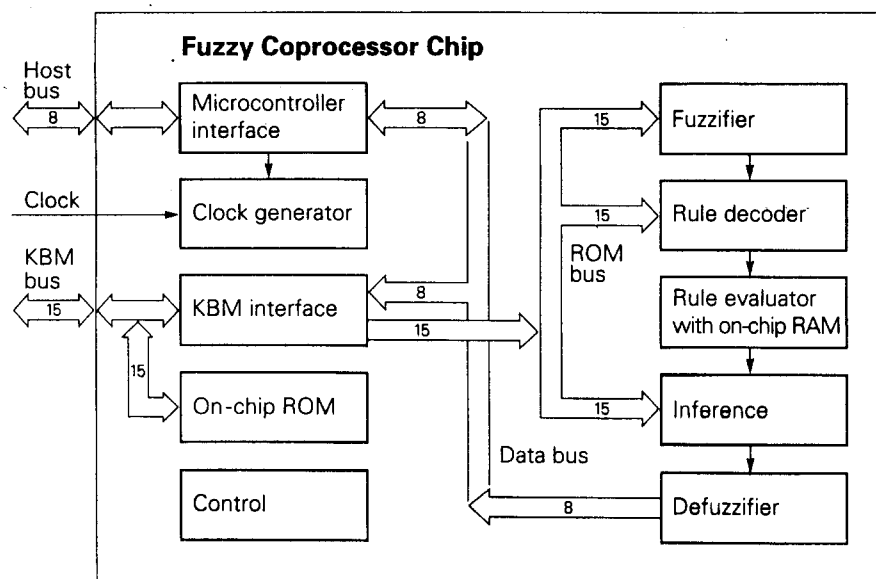 Fuzzy Coprocessor Chip
Host
bus
8
Microcontroller
interface
8
15
Fuzzifier
Clock
Clock generator
15
Rule decoder
KBM
bus
15
KBM interface
8
15
ROM
bus
Rule evaluator
with on-chip RAM
15
On-chip ROM
15
Inference
Data bus
Control
8
Defuzzifier